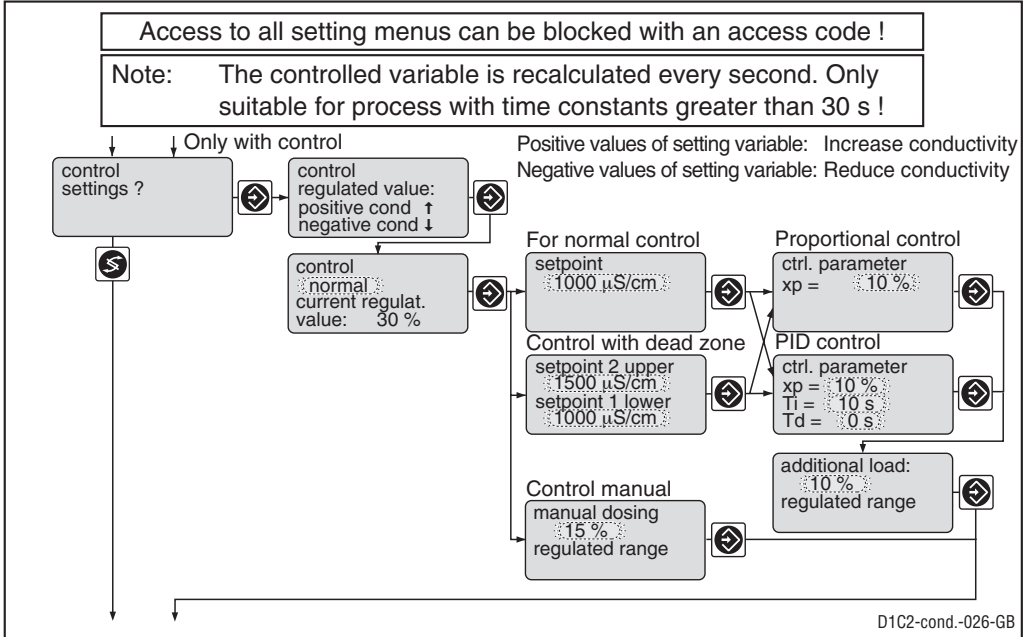 Access to all setting menus can be blocked with an access code !
Note: The controlled variable is recalculated every second. Only
suitable for process with time constants greater than 30 s !
Only with control
Positive values of setting variable: Increase conductivity
Negative values of setting variable: Reduce conductivity
control
settings ?
control
regulated value:
positive cond ↑
negative cond ↓
control
normal
current regulat.
value: 30 %
For normal control
setpoint
1000 µS/cm
Proportional control
ctrl. parameter
xp = 10 %
Control with dead zone
setpoint 2 upper
1500 µS/cm
setpoint 1 lower
1000 µS/cm
PID control
ctrl. parameter
xp = 10 %
Ti = 10 s
Td = 0 s
additional load:
10 %
regulated range
Control manual
manual dosing
15 %
regulated range
D1C2-cond.-026-GB